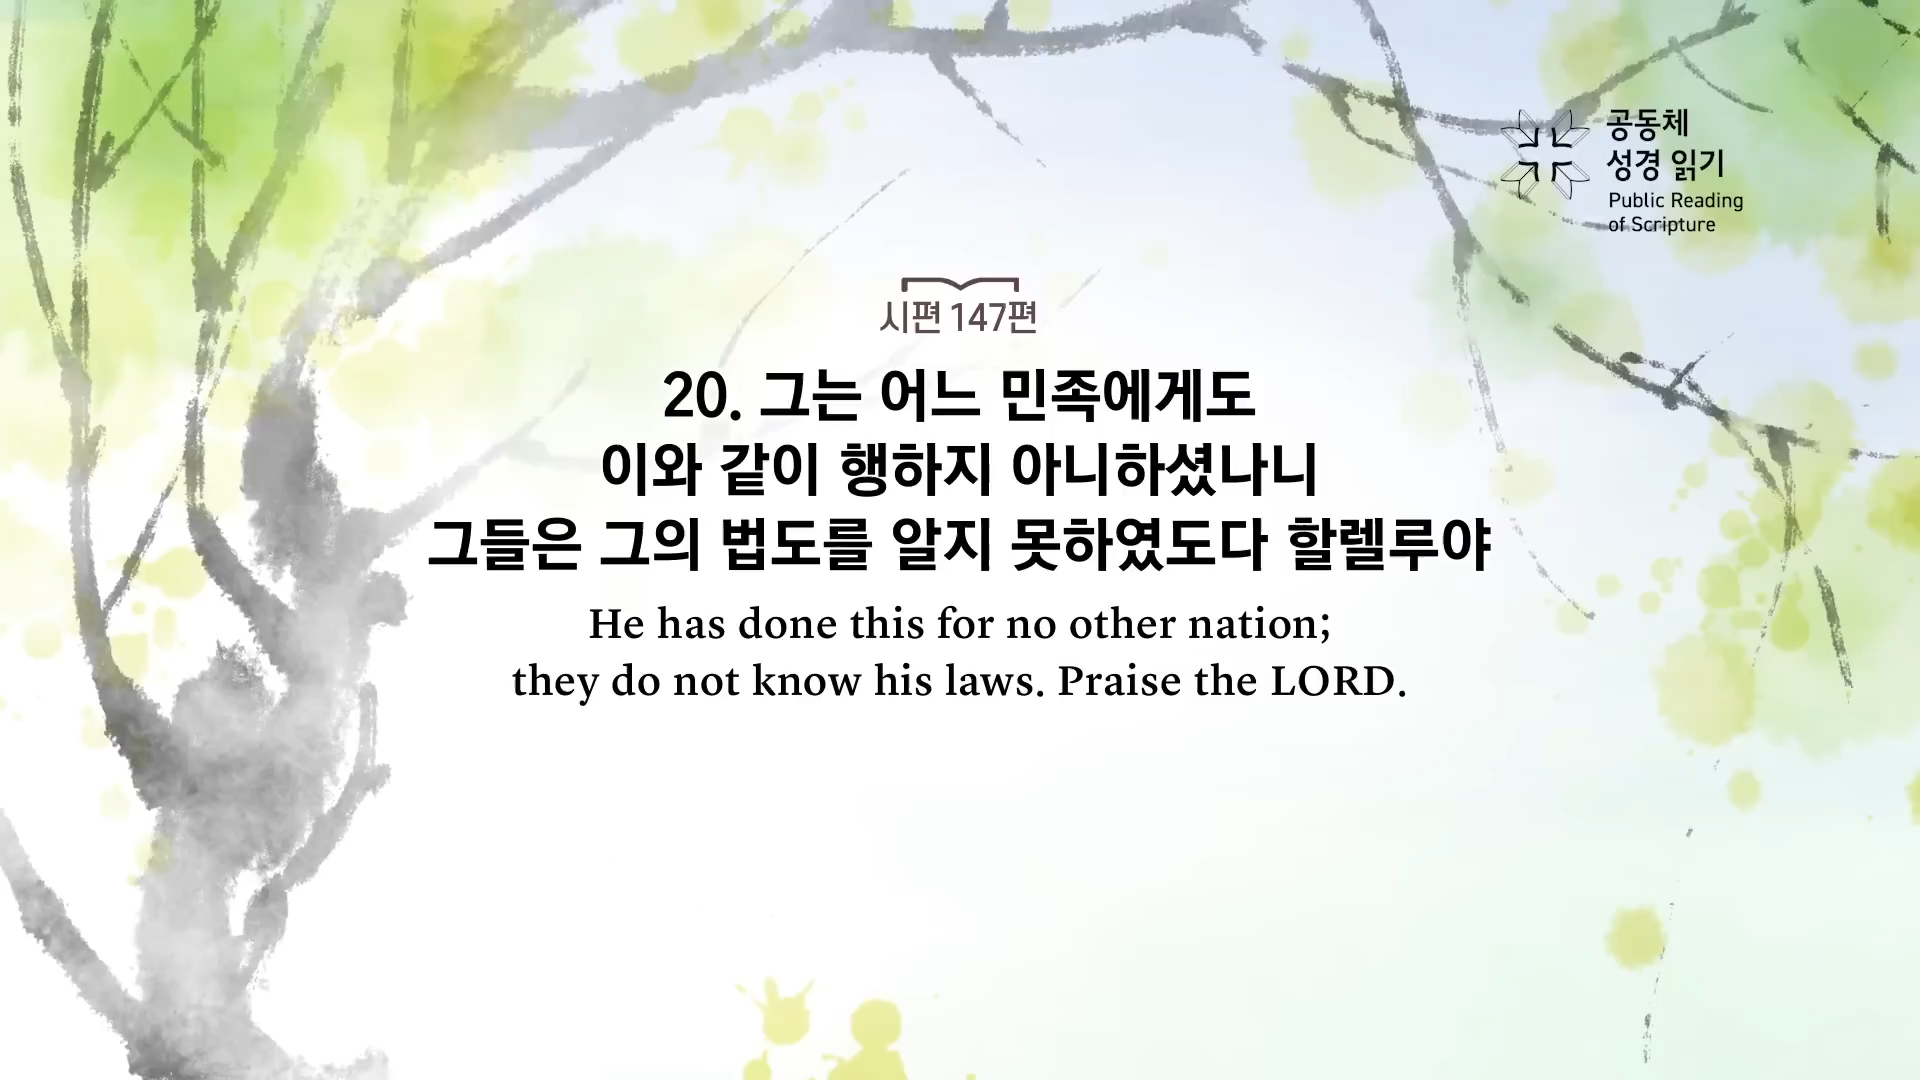 공동체
성경 읽기
Public Reading
of Scripture
시편 147편
20. 그는 어느 민족에게도
이와 같이 행하지 아니하셨나니
그들은 그의 법도를 알지 못하였도다 할렐루야
He has done this for no other nation;
they do not know his laws. Praise the LORD.